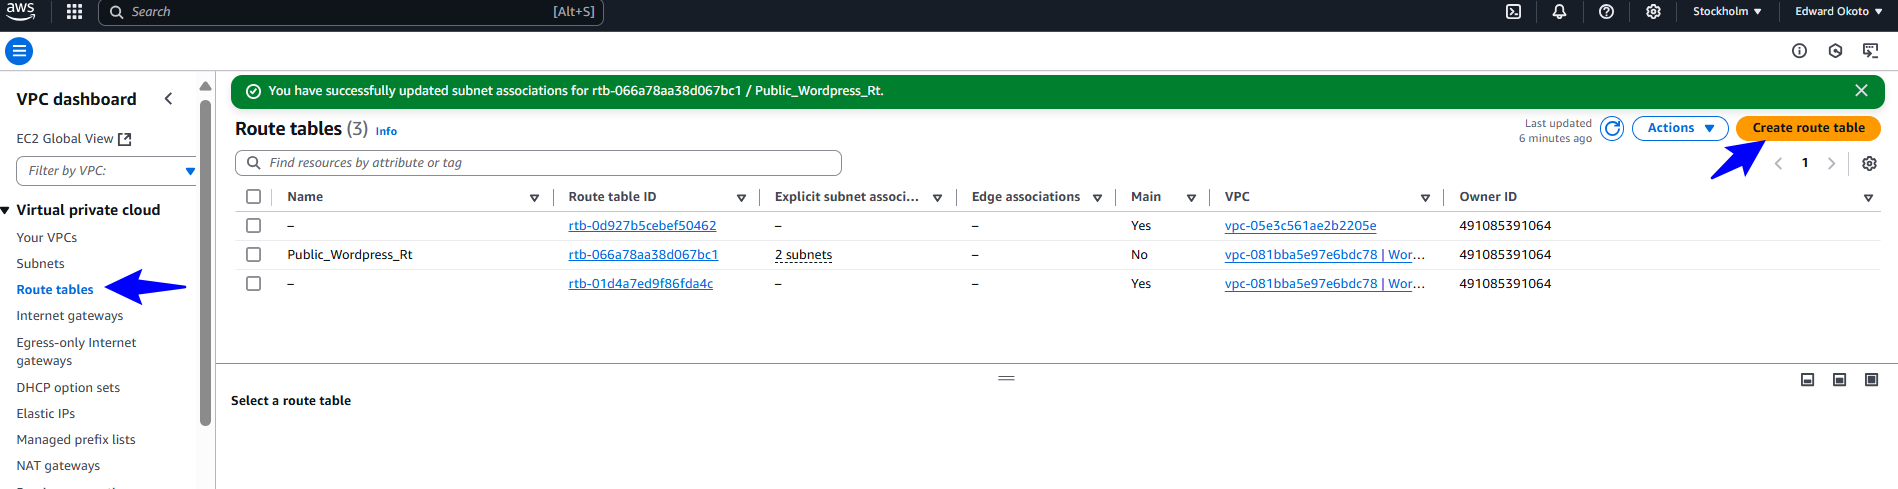 aws
Search [Alt+S] Stockholm Edward Okoto
VPC dashboard
EC2 Global View
Filter by VPC:
Virtual private cloud
Your VPCs
Subnets
Route tables
Internet gateways
Egress-only Internet
gateways
DHCP option sets
Elastic IPs
Managed prefix lists
NAT gateways
You have successfully updated subnet associations for rtb-066a78aa38d067bc1 / Public_Wordpress_Rt.
Route tables (3) Info
Last updated
6 minutes ago
Actions
Create route table
Find resources by attribute or tag
1
Name Route table ID Explicit subnet associ... Edge associations Main VPC Owner ID
– rtb-0d927b5cebef50462 – – Yes vpc-05e3c561ae2b2205e 491085391064
Public_Wordpress_Rt rtb-066a78aa38d067bc1 2 subnets – No vpc-081bba5e97e6bdc78 | Wor... 491085391064
– rtb-01d4a7ed9f86fda4c – – Yes vpc-081bba5e97e6bdc78 | Wor... 491085391064
Select a route table